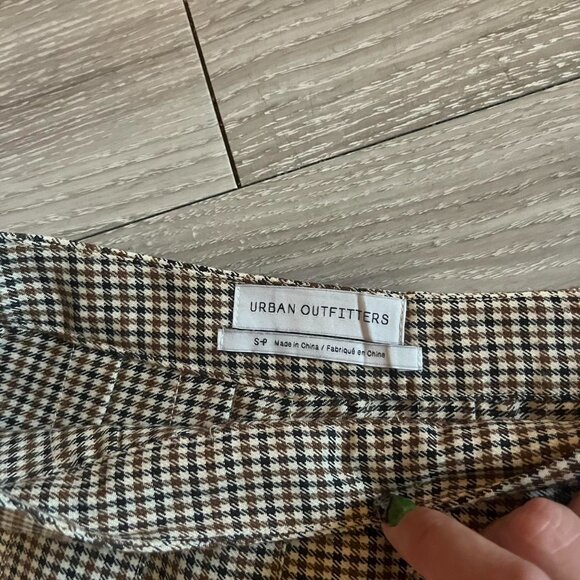 URBAN OUTFITTERS
S-P Made in China / Fabriqué en Chine